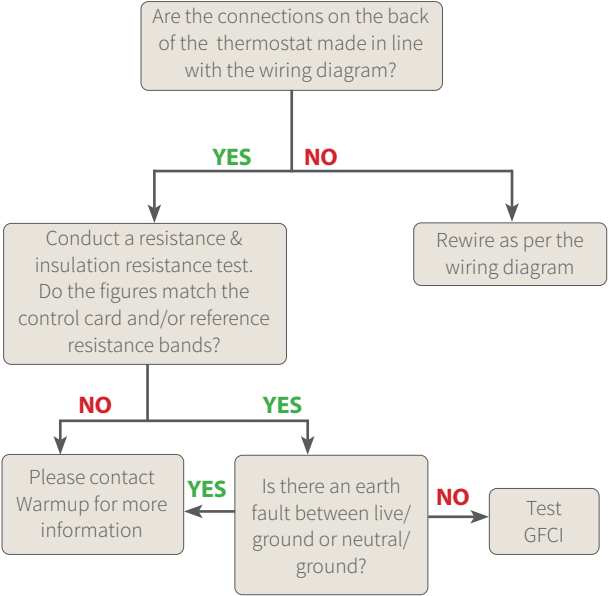 Are the connections on the back
of the thermostat made in line
with the wiring diagram?
YES
NO
Conduct a resistance &
insulation resistance test.
Do the figures match the
control card and/or reference
resistance bands?
Rewire as per the
wiring diagram
NO
YES
Please contact
Warmup for more
information
YES
Is there an earth
fault between live/
ground or neutral/
ground?
NO
Test
GFCI